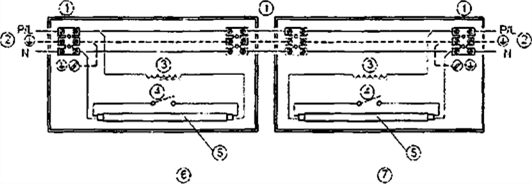 ① ① ①
P/L P/L
② ②
N N
③ ③
④ ④
⑤ ⑤
⑥ ⑦